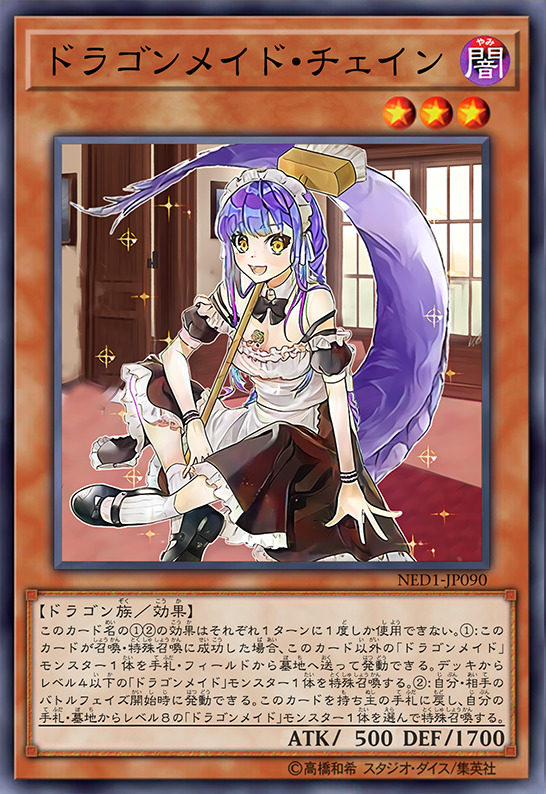 ドラゴンメイド・チェイン
闇
NED1-JP090
【ドラゴン族/効果】
このカード名の①②の効果はそれぞれ1ターンに1度しか使用できない。①:この
カードが召喚・特殊召喚に成功した場合、このカード以外の「ドラゴンメイド」
モンスター1体を手札・フィールドから墓地へ送って発動できる。デッキから
レベル4以下の「ドラゴンメイド」モンスター1体を特殊召喚する。②:自分・相手の
バトルフェイズ開始時に発動できる。このカードを持ち主の手札に戻し、自分の
手札・墓地からレベル8の「ドラゴンメイド」モンスター1体を選んで特殊召喚する。
ATK/ 500 DEF/1700
©高橋和希 スタジオ・ダイス/集英社